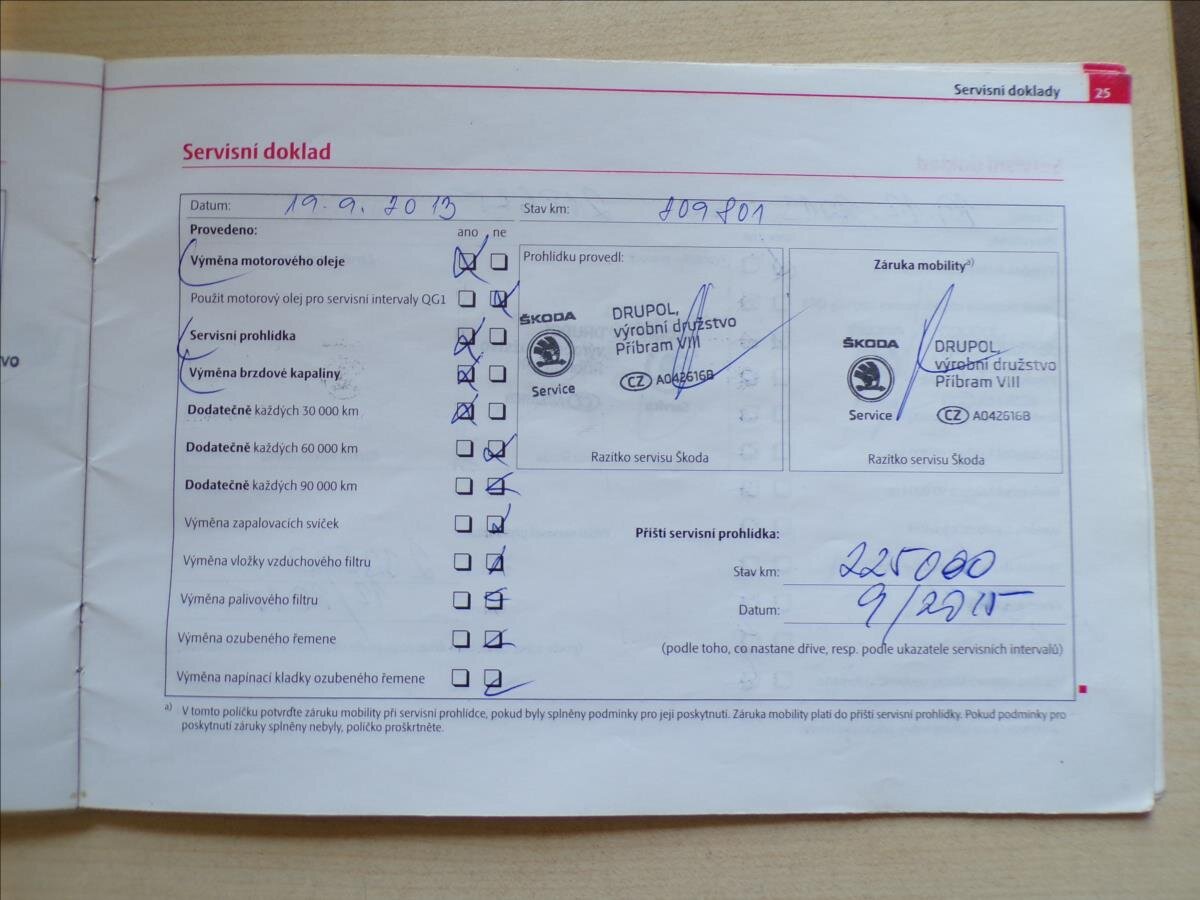 Servisní doklady 25
Servisní doklad
Datum: 19. 9. 2013 Stav km: 209801
Provedeno: ano ne
Výměna motorového oleje
Použit motorový olej pro servisní intervaly QG1
Servisní prohlídka
Výměna brzdové kapaliny
Dodatečně každých 30 000 km
Dodatečně každých 60 000 km
Dodatečně každých 90 000 km
Výměna zapalovacích svíček
Výměna vložky vzduchového filtru
Výměna palivového filtru
Výměna ozubeného řemene
Výměna napínací kladky ozubeného řemene
Prohlídku provedl:
ŠKODA
Service
DRUPOL,
výrobní družstvo
Příbram VIII
CZ A042616B
Razítko servisu Škoda
Záruka mobility a)
ŠKODA
Service
DRUPOL,
výrobní družstvo
Příbram VIII
CZ A042616B
Razítko servisu Škoda
Příští servisní prohlídka:
Stav km: 225000
Datum: 9/2015
(podle toho, co nastane dříve, resp. podle ukazatele servisních intervalů)
a) V tomto políčku potvrďte záruku mobility při servisní prohlídce, pokud byly splněny podmínky pro její poskytnutí. Záruka mobility platí do příští servisní prohlídky. Pokud podmínky pro
poskytnutí záruky splněny nebyly, políčko proškrtněte.